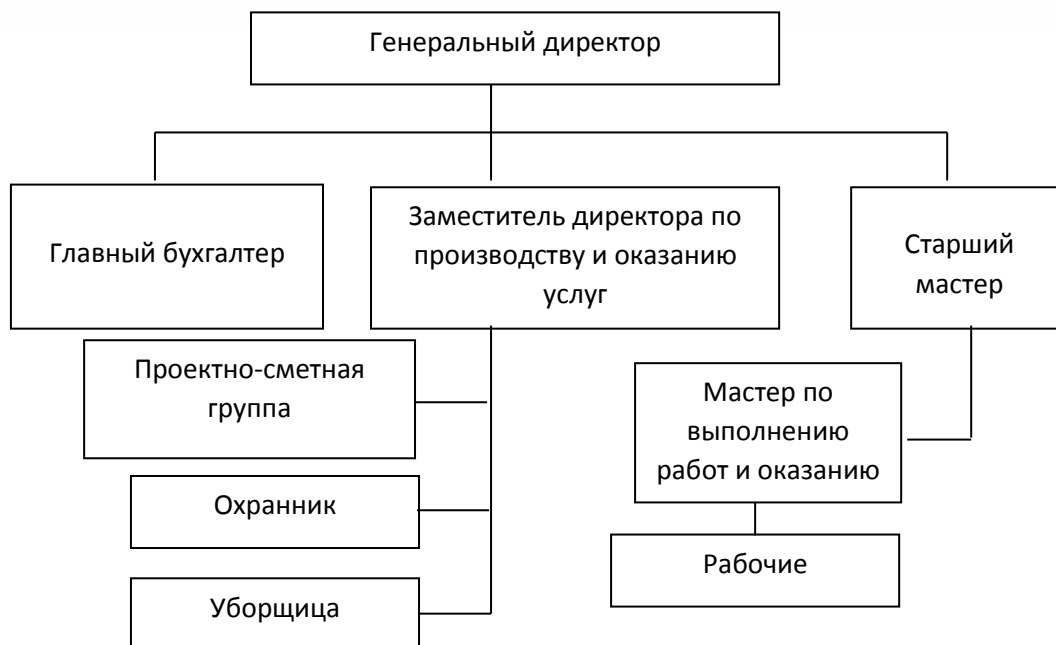 Генеральный директор
Главный бухгалтер
Заместитель директора по
производству и оказанию
услуг
Старший
мастер
Проектно-сметная
группа
Охранник
Уборщица
Мастер по
выполнению
работ и оказанию
Рабочие